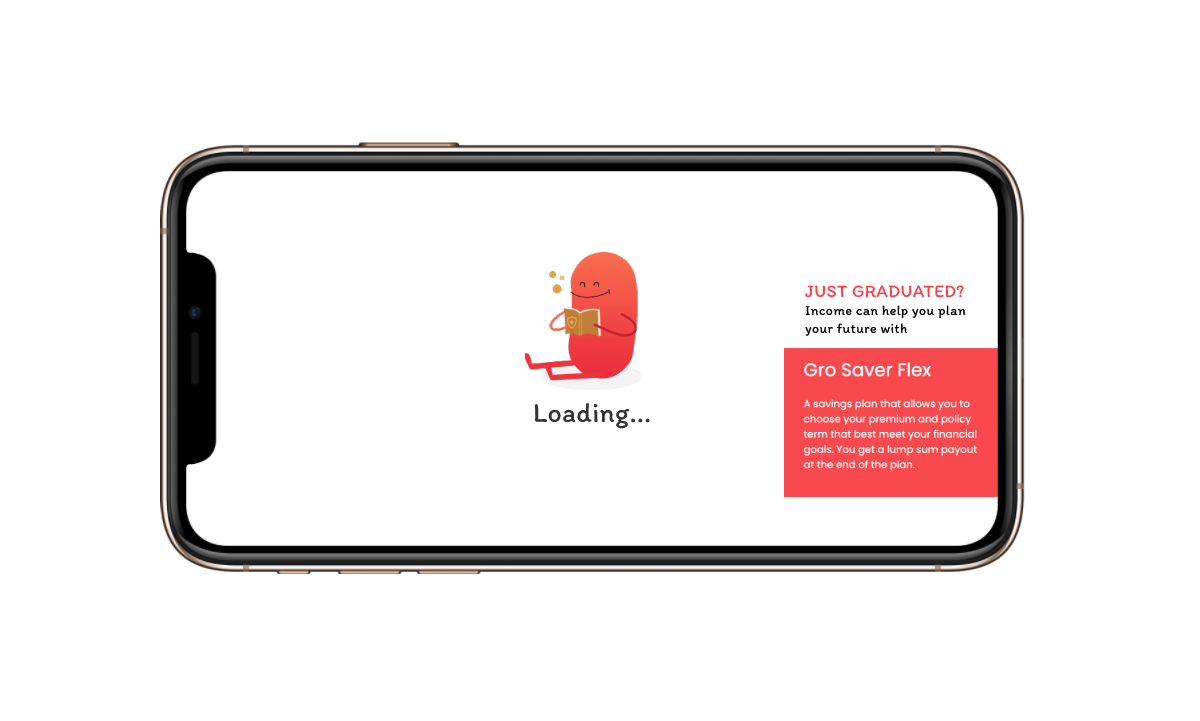 Loading...
JUST GRADUATED?
Income can help you plan
your future with
Gro Saver Flex
A savings plan that allows you to
choose your premium and policy
term that best meet your financial
goals. You get a lump sum payout
at the end of the plan.